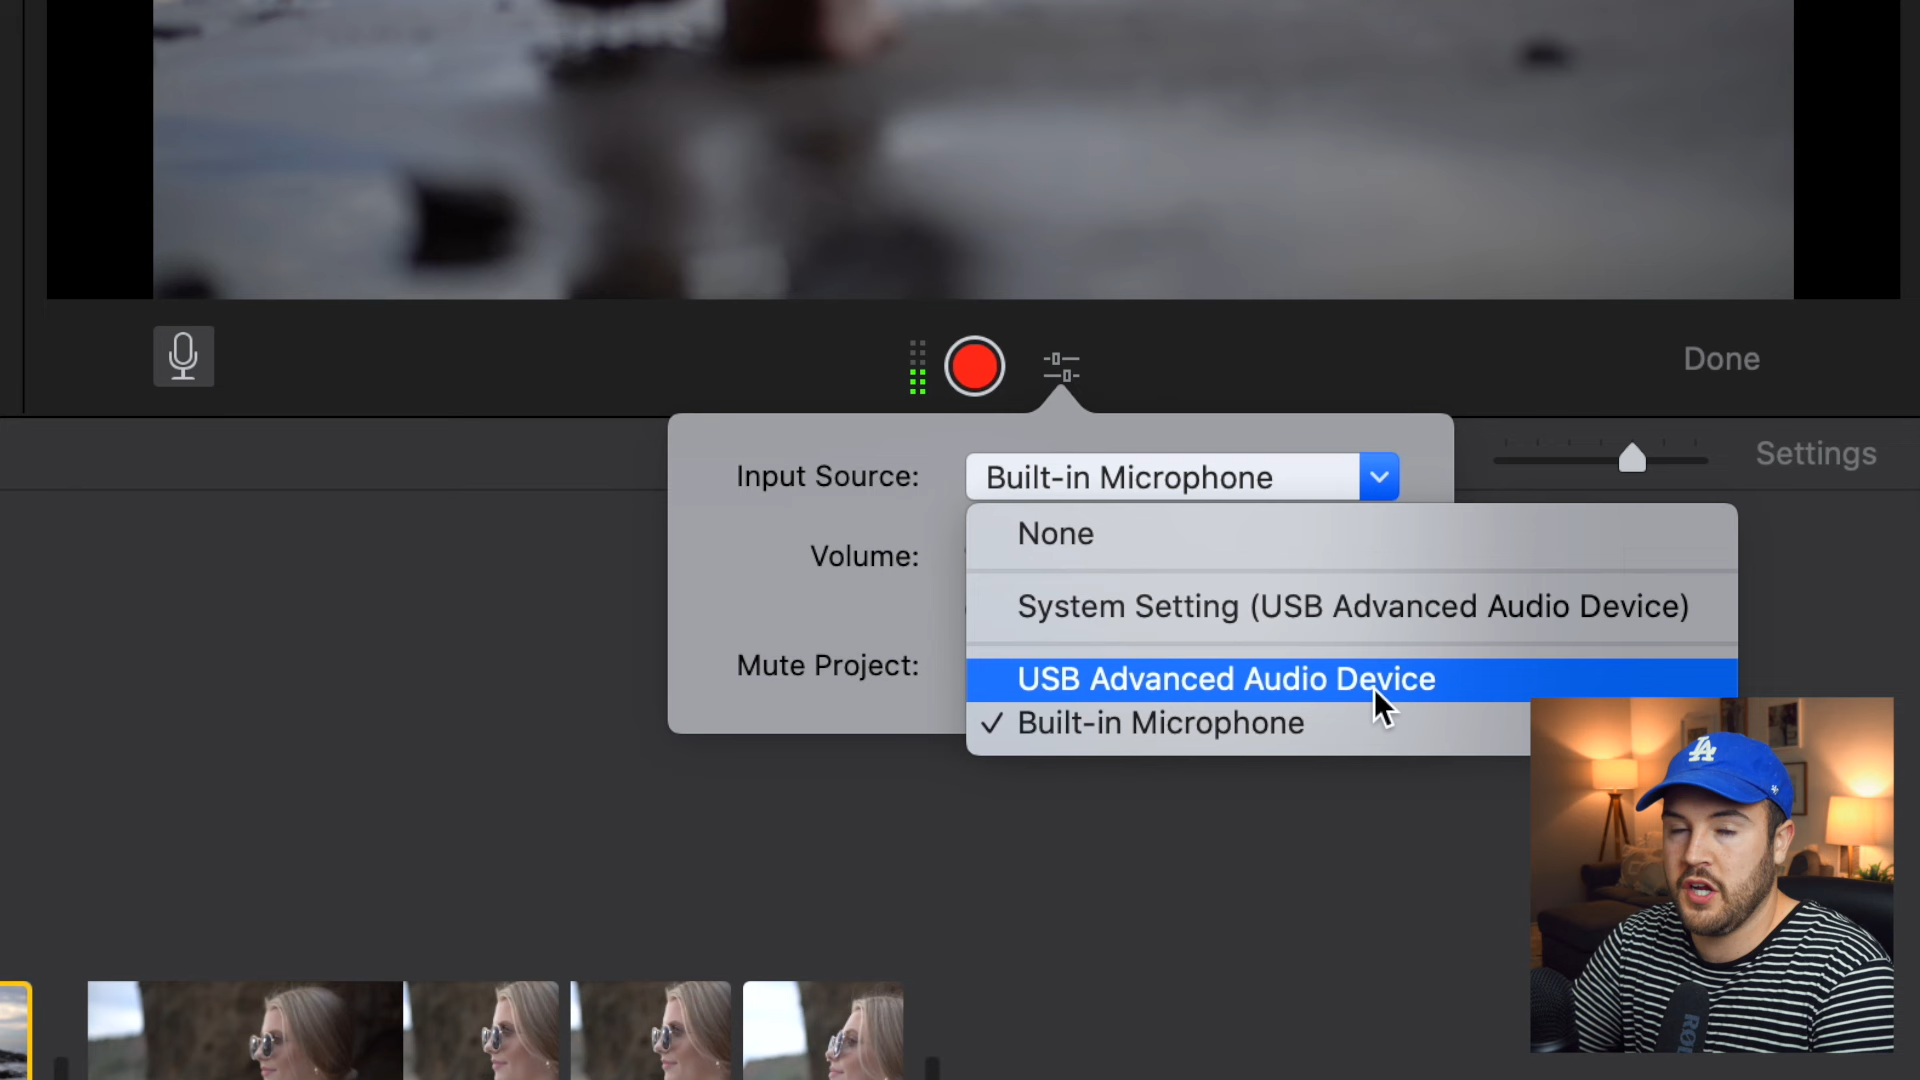 Done
Settings
Input Source:
Built-in Microphone
None
Volume:
System Setting (USB Advanced Audio Device)
Mute Project:
USB Advanced Audio Device
✓ Built-in Microphone
LA